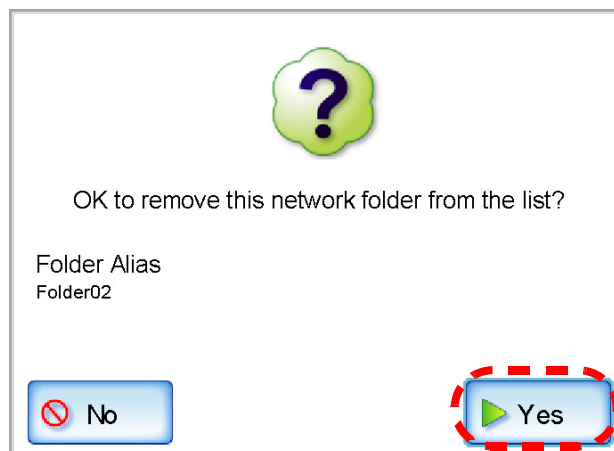 ?
OK to remove this network folder from the list?
Folder Alias
Folder02
No
Yes